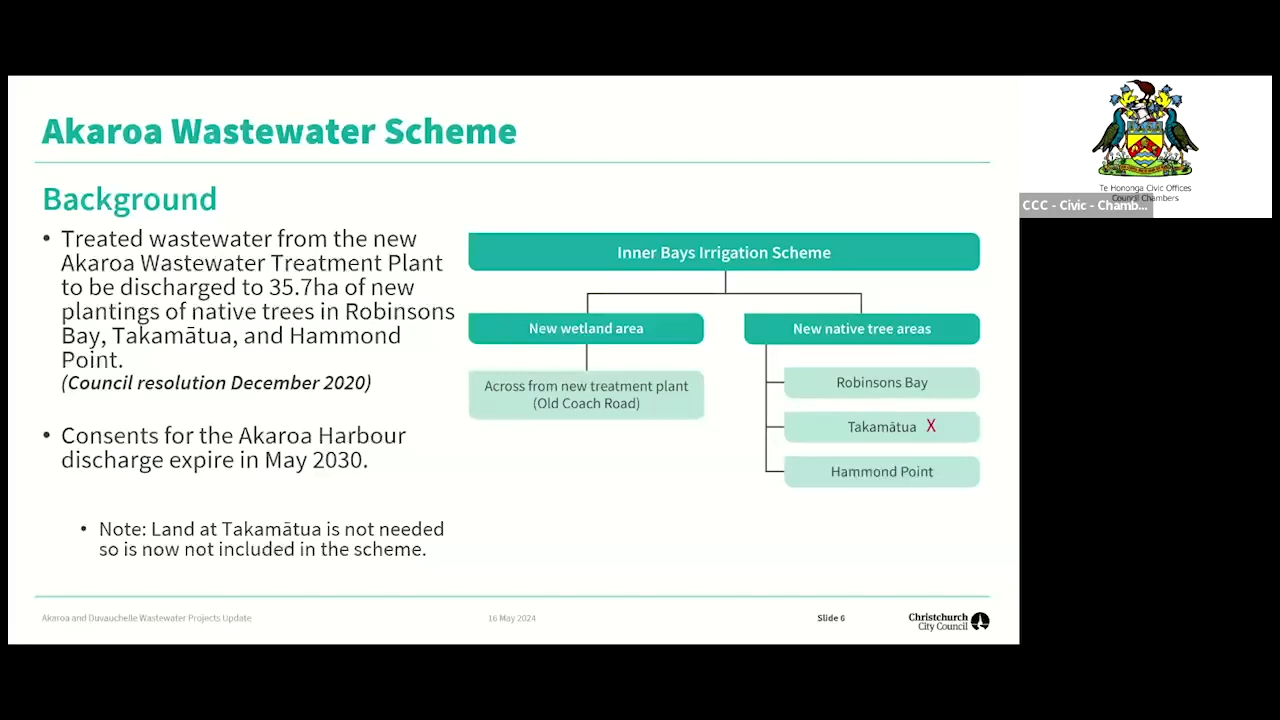 Akaroa Wastewater Scheme
Background
• Treated wastewater from the new
Akaroa Wastewater Treatment Plant
to be discharged to 35.7ha of new
plantings of native trees in Robinsons
Bay, Takamātua, and Hammond
Point.
(Council resolution December 2020)
• Consents for the Akaroa Harbour
discharge expire in May 2030.
• Note: Land at Takamātua is not needed
so is now not included in the scheme.
Inner Bays Irrigation Scheme
New wetland area
Across from new treatment plant
(Old Coach Road)
New native tree areas
Robinsons Bay
Takamātua X
Hammond Point
Akaroa and Duvauchelle Wastewater Projects Update
16 May 2024
Slide 6
Christchurch
City Council
Te Hononga Civic Offices
Council Chambers
CCC - Civic - Chamb...